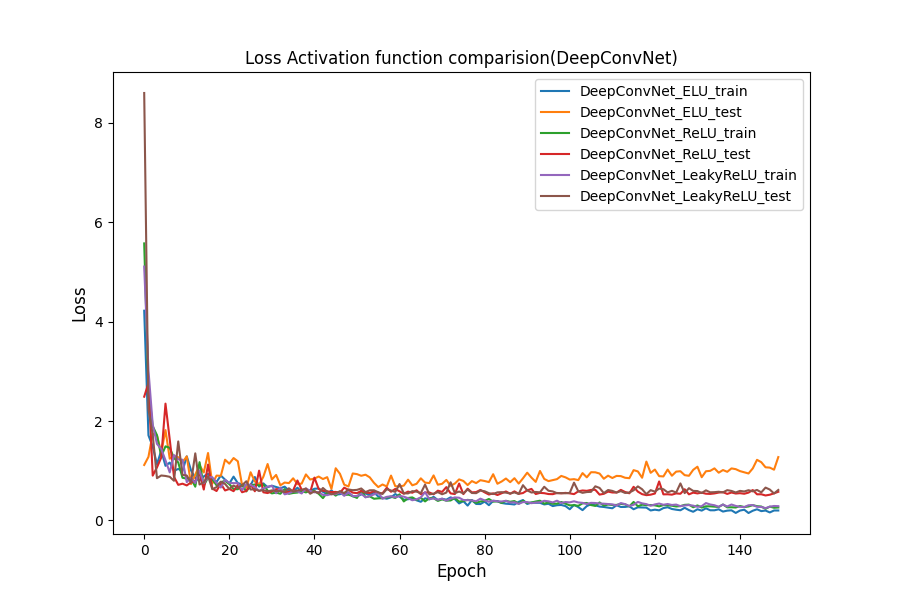 Loss Activation function comparision(DeepConvNet)
DeepConvNet_ELU_train
DeepConvNet_ELU_test
DeepConvNet_ReLU_train
DeepConvNet_ReLU_test
DeepConvNet_LeakyReLU_train
DeepConvNet_LeakyReLU_test
8
6
4
2
0
Loss
0 20 40 60 80 100 120 140
Epoch